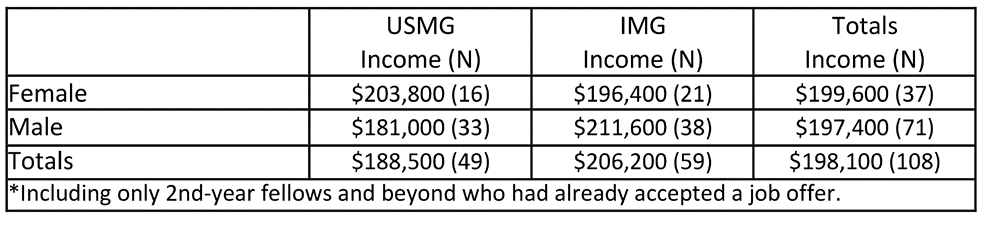 USMG IMG Totals
Income (N) Income (N) Income (N)
Female $203,800 (16) $196,400 (21) $199,600 (37)
Male $181,000 (33) $211,600 (38) $197,400 (71)
Totals $188,500 (49) $206,200 (59) $198,100 (108)
*Including only 2nd-year fellows and beyond who had already accepted a job offer.